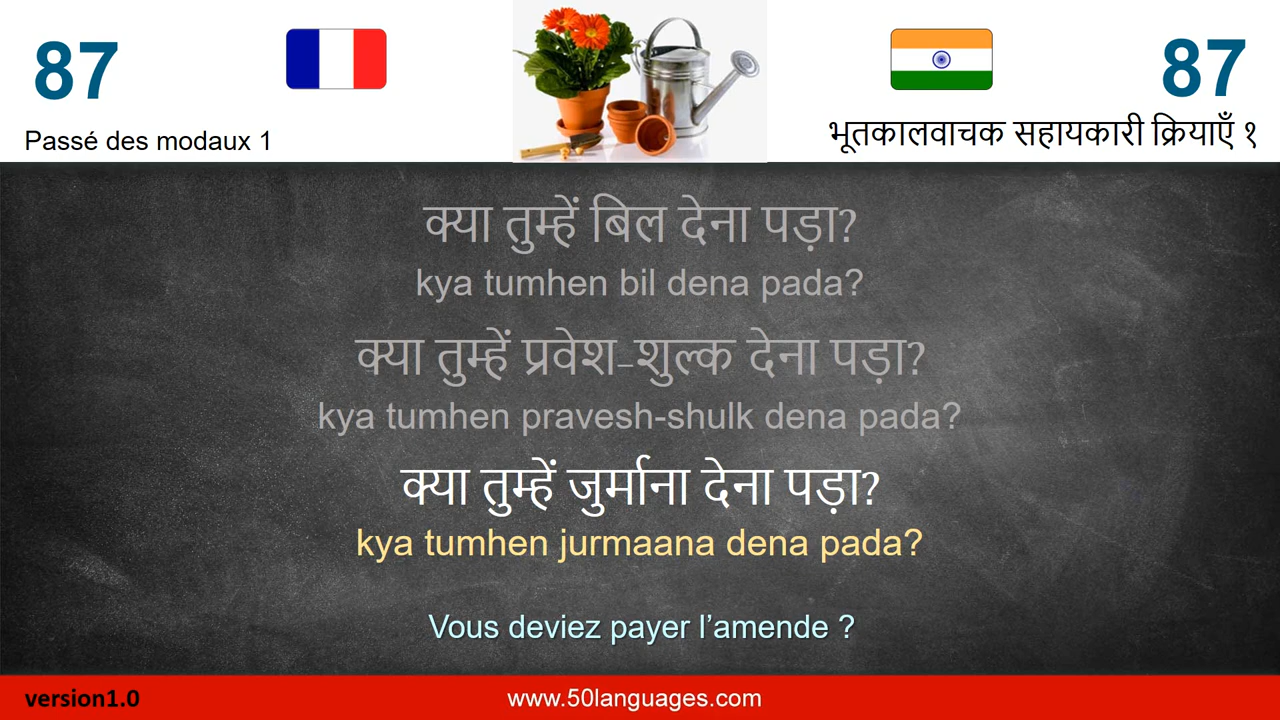 87
87
Passé des modaux 1
भूतकालवाचक सहायकारी क्रियाएँ १
क्या तुम्हें बिल देना पड़ा?
kya tumhen bil dena pada?
क्या तुम्हें प्रवेश-शुल्क देना पड़ा?
kya tumhen pravesh-shulk dena pada?
क्या तुम्हें जुर्माना देना पड़ा?
kya tumhen jurmaana dena pada?
Vous deviez payer l’amende ?
version1.0
www.50languages.com